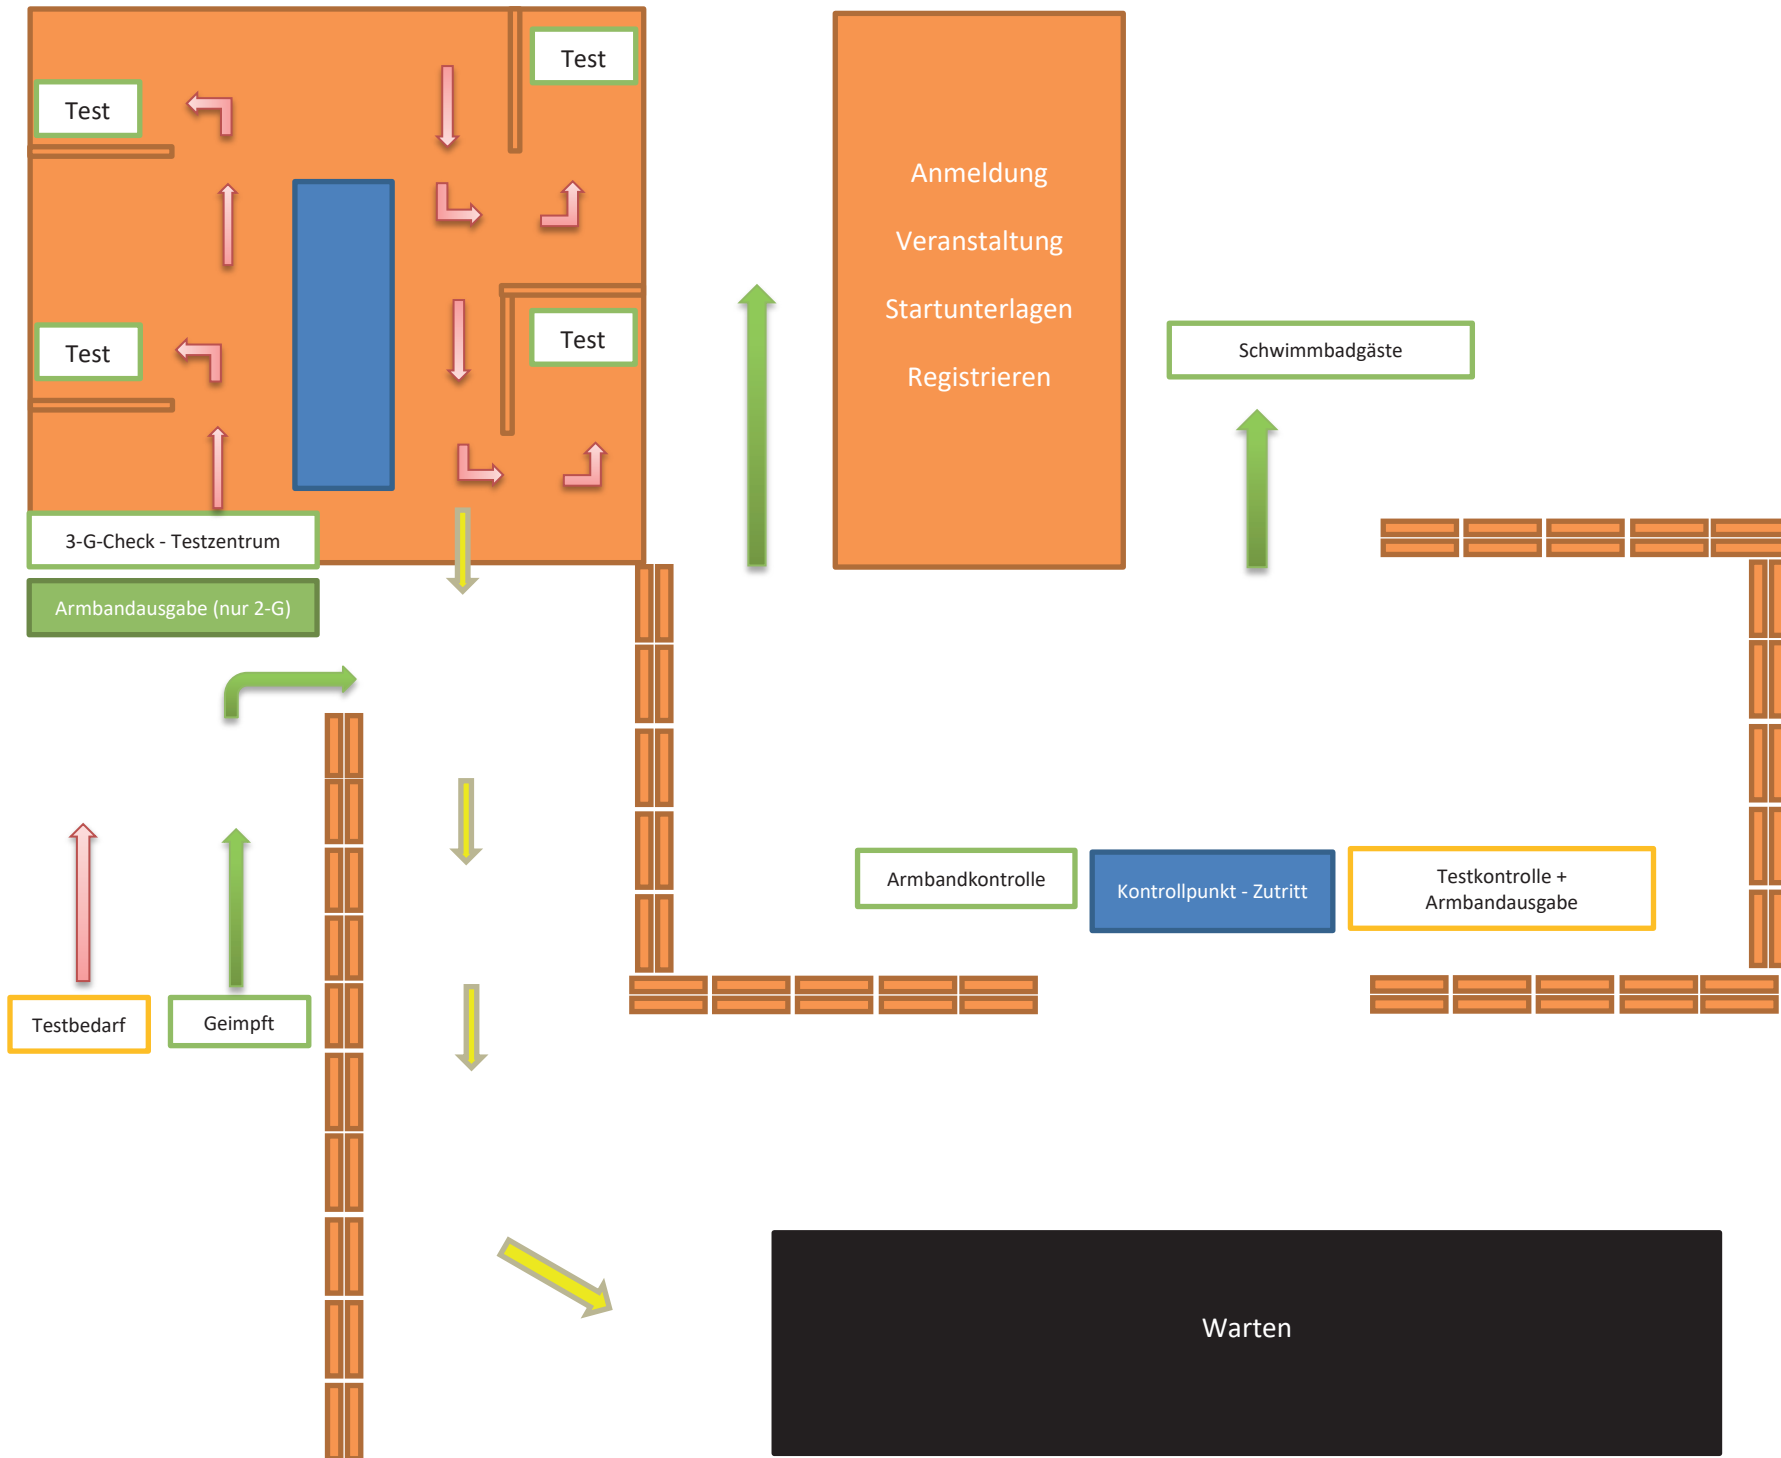 Test
Test
Test
Test
3-G-Check - Testzentrum
Armbandausgabe (nur 2-G)
Anmeldung
Veranstaltung
Startunterlagen
Registrieren
Schwimmbadgäste
Armbandkontrolle
Kontrollpunkt - Zutritt
Testkontrolle +
Armbandausgabe
Testbedarf
Geimpft
Warten